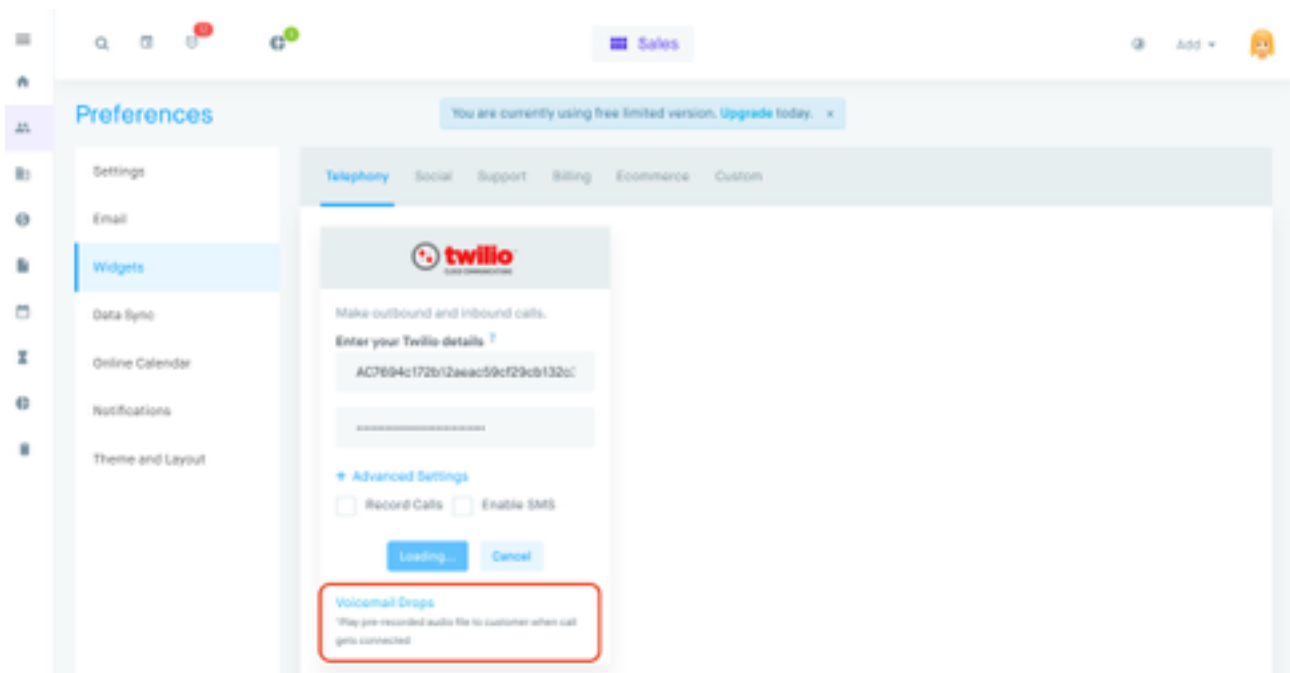 Sales
Add
Preferences
You are currently using free limited version. Upgrade today. ×
Settings
Email
Widgets
Data Sync
Online Calendar
Notifications
Theme and Layout
Telephony Social Support Billing Ecommerce Custom
twilio
CLOUD COMMUNICATIONS
Make outbound and inbound calls.
Enter your Twilio details ?
+ Advanced Settings
Record Calls Enable SMS
Loading... Cancel
Voicemail Drops
*Play pre-recorded audio file to customer when call
gets connected